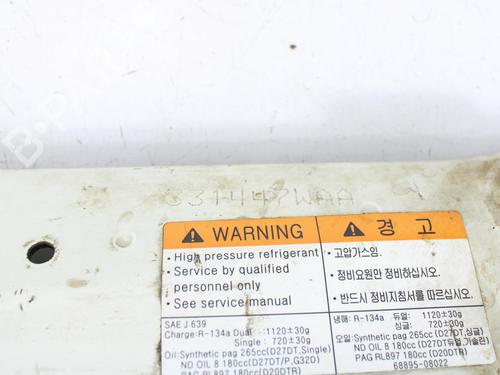 B-PARTS
631447WAA
WARNING
• High pressure refrigerant
• Service by qualified
personnel only
• See service/manual
경 고
• 고압가스임.
• 정비요원만 정비하십시오.
• 반드시 정비지침서를 따르십시오.
SAE J 639
Charge:R-134a Dual :1120±30g
Single : 720±30g
Oil:Synthetic pag 265cc(D27DT,Single)
ND OIL 8 180cc(D27DT/P,G32D)
PAG RL897 180cc(D20DTR)
냉매: R-134a 듀얼: 1120±30g
싱글: 720±30g
오일:Synthetic pag 265cc(D27DT,싱글)
ND OIL 8 180cc(D27DT듀얼,가솔린)
PAG RL897 180cc(D20DTR)
68895-08022